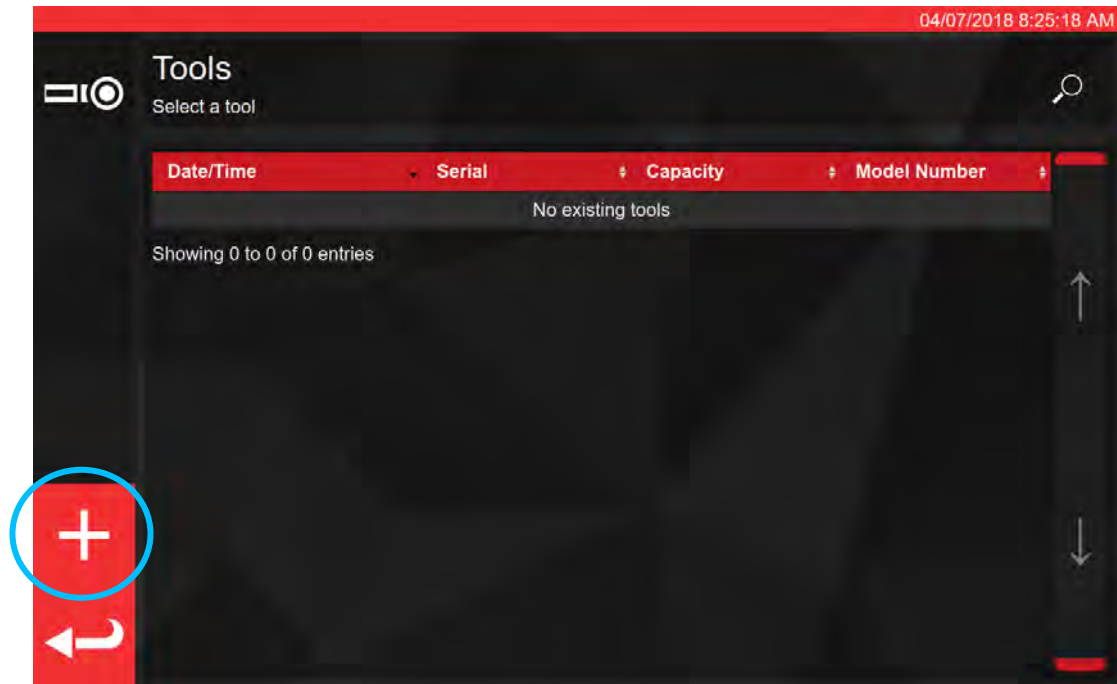 04/07/2018 8:25:18 AM
Tools
Select a tool
Date/Time Serial Capacity Model Number
No existing tools
Showing 0 to 0 of 0 entries